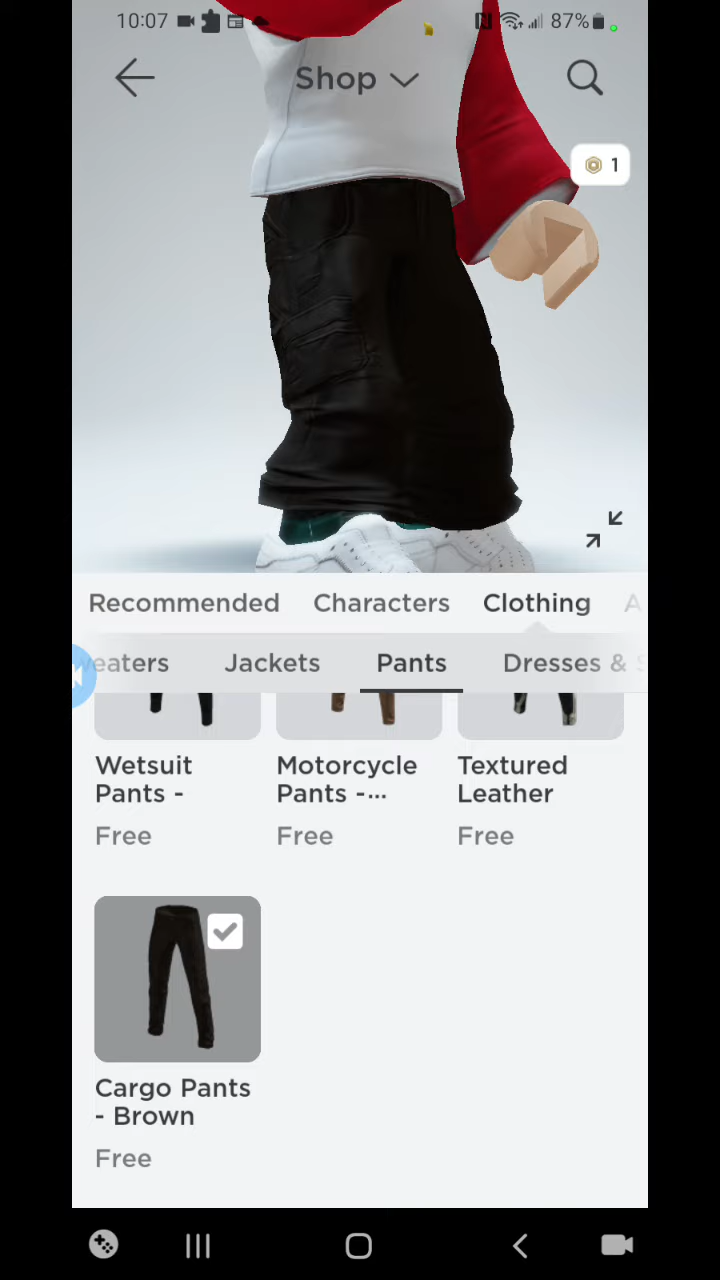 10:07
87%
Shop
1
Recommended Characters Clothing A
eaters Jackets Pants Dresses & S
Wetsuit Pants -
Motorcycle Pants -...
Textured Leather
Free Free Free
Cargo Pants
- Brown
Free